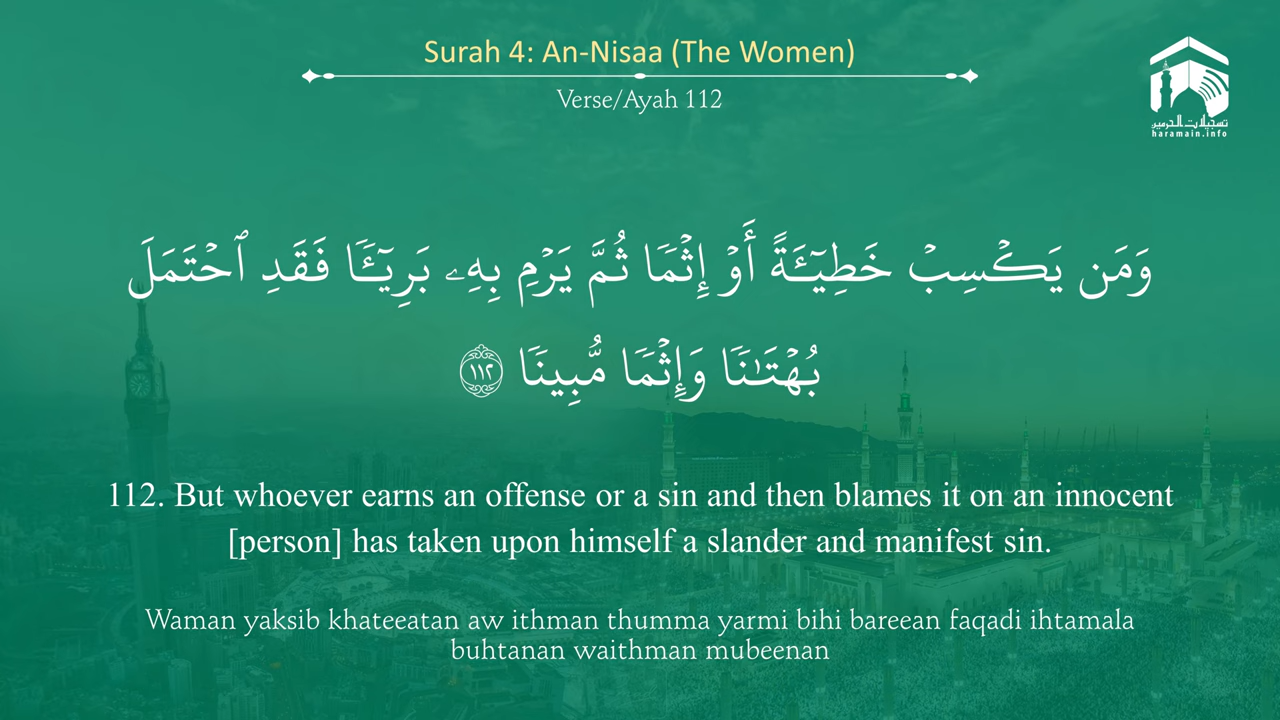 Surah 4: An-Nisaa (The Women)
Verse/Ayah 112
تسجيلات الحرمين
haramain.info
وَمَن يَكۡسِبۡ خَطِيٓـَٔةً أَوۡ إِثۡمٗا ثُمَّ يَرۡمِ بِهِۦ بَرِيٓـٔٗا فَقَدِ ٱحۡتَمَلَ
بُهۡتَٰنٗا وَإِثۡمٗا مُّبِينٗا ١١٢
112. But whoever earns an offense or a sin and then blames it on an innocent
[person] has taken upon himself a slander and manifest sin.
Waman yaksib khateeatan aw ithman thumma yarmi bihi bareean faqadi ihtamala
buhtanan waithman mubeenan